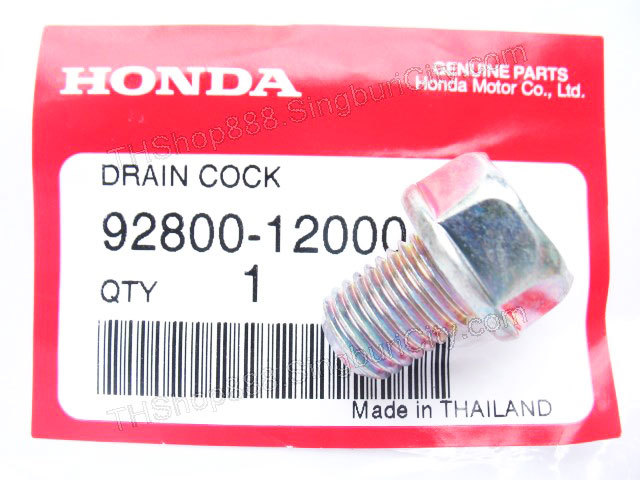 HONDA
GENUINE PARTS
Honda Motor Co., Ltd.
THShop888.SingburiCity.com
DRAIN COCK
92800-12000
QTY 1
THShop888.SingburiCity.com
Made in THAILAND